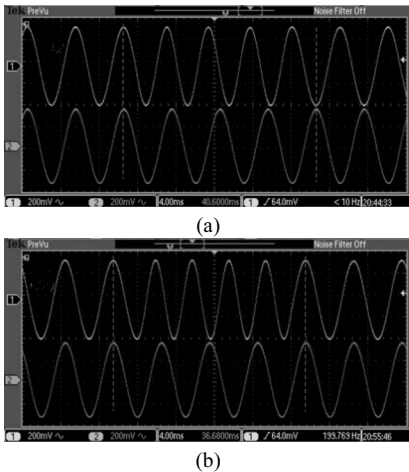 Tek PreVu Noise Filter Off
1
2
1 200mV 2 200mV 4.00ms 40.6000ms 1 64.0mV < 10 Hz 20:44:33
(a)
Tek PreVu Noise Filter Off
1
2
1 200mV 2 200mV 4.00ms 36.6800ms 1 64.0mV 199.769 Hz 20:55:46
(b)